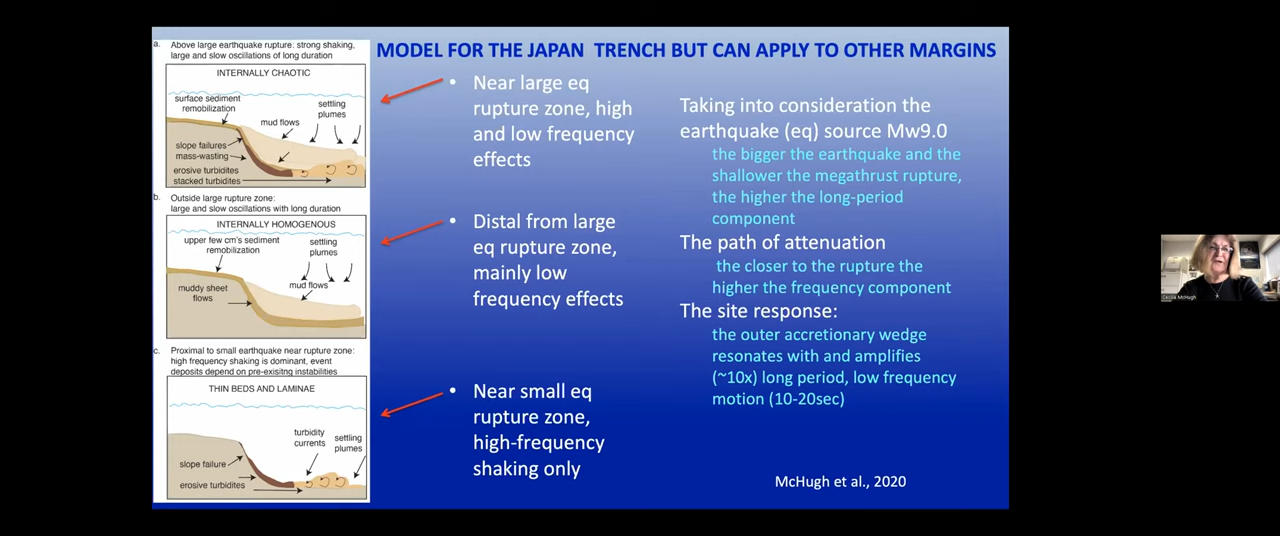 MODEL FOR THE JAPAN TRENCH BUT CAN APPLY TO OTHER MARGINS
a. Above large earthquake rupture: strong shaking,
large and slow oscillations of long duration
INTERNALLY CHAOTIC
surface sediment
remobilization
settling
plumes
mud flows
slope failures
mass-wasting
erosive turbidites
stacked turbidites
b. Outside large rupture zone:
large and slow oscillations with long duration
INTERNALLY HOMOGENOUS
upper few cm's sediment
remobilization
settling
plumes
mud flows
muddy sheet
flows
c. Proximal to small earthquake near rupture zone:
high frequency shaking is dominant, event
deposits depend on pre-exisitng instabilities
THIN BEDS AND LAMINAE
turbidity
currents
settling
plumes
slope failure
erosive turbidites
• Near large eq
rupture zone, high
and low frequency
effects
• Distal from large
eq rupture zone,
mainly low
frequency effects
• Near small eq
rupture zone,
high-frequency
shaking only
Taking into consideration the
earthquake (eq) source Mw9.0
the bigger the earthquake and the
shallower the megathrust rupture,
the higher the long-period
component
The path of attenuation
the closer to the rupture the
higher the frequency component
The site response:
the outer accretionary wedge
resonates with and amplifies
(~10x) long period, low frequency
motion (10-20sec)
McHugh et al., 2020
Cecilia McHugh